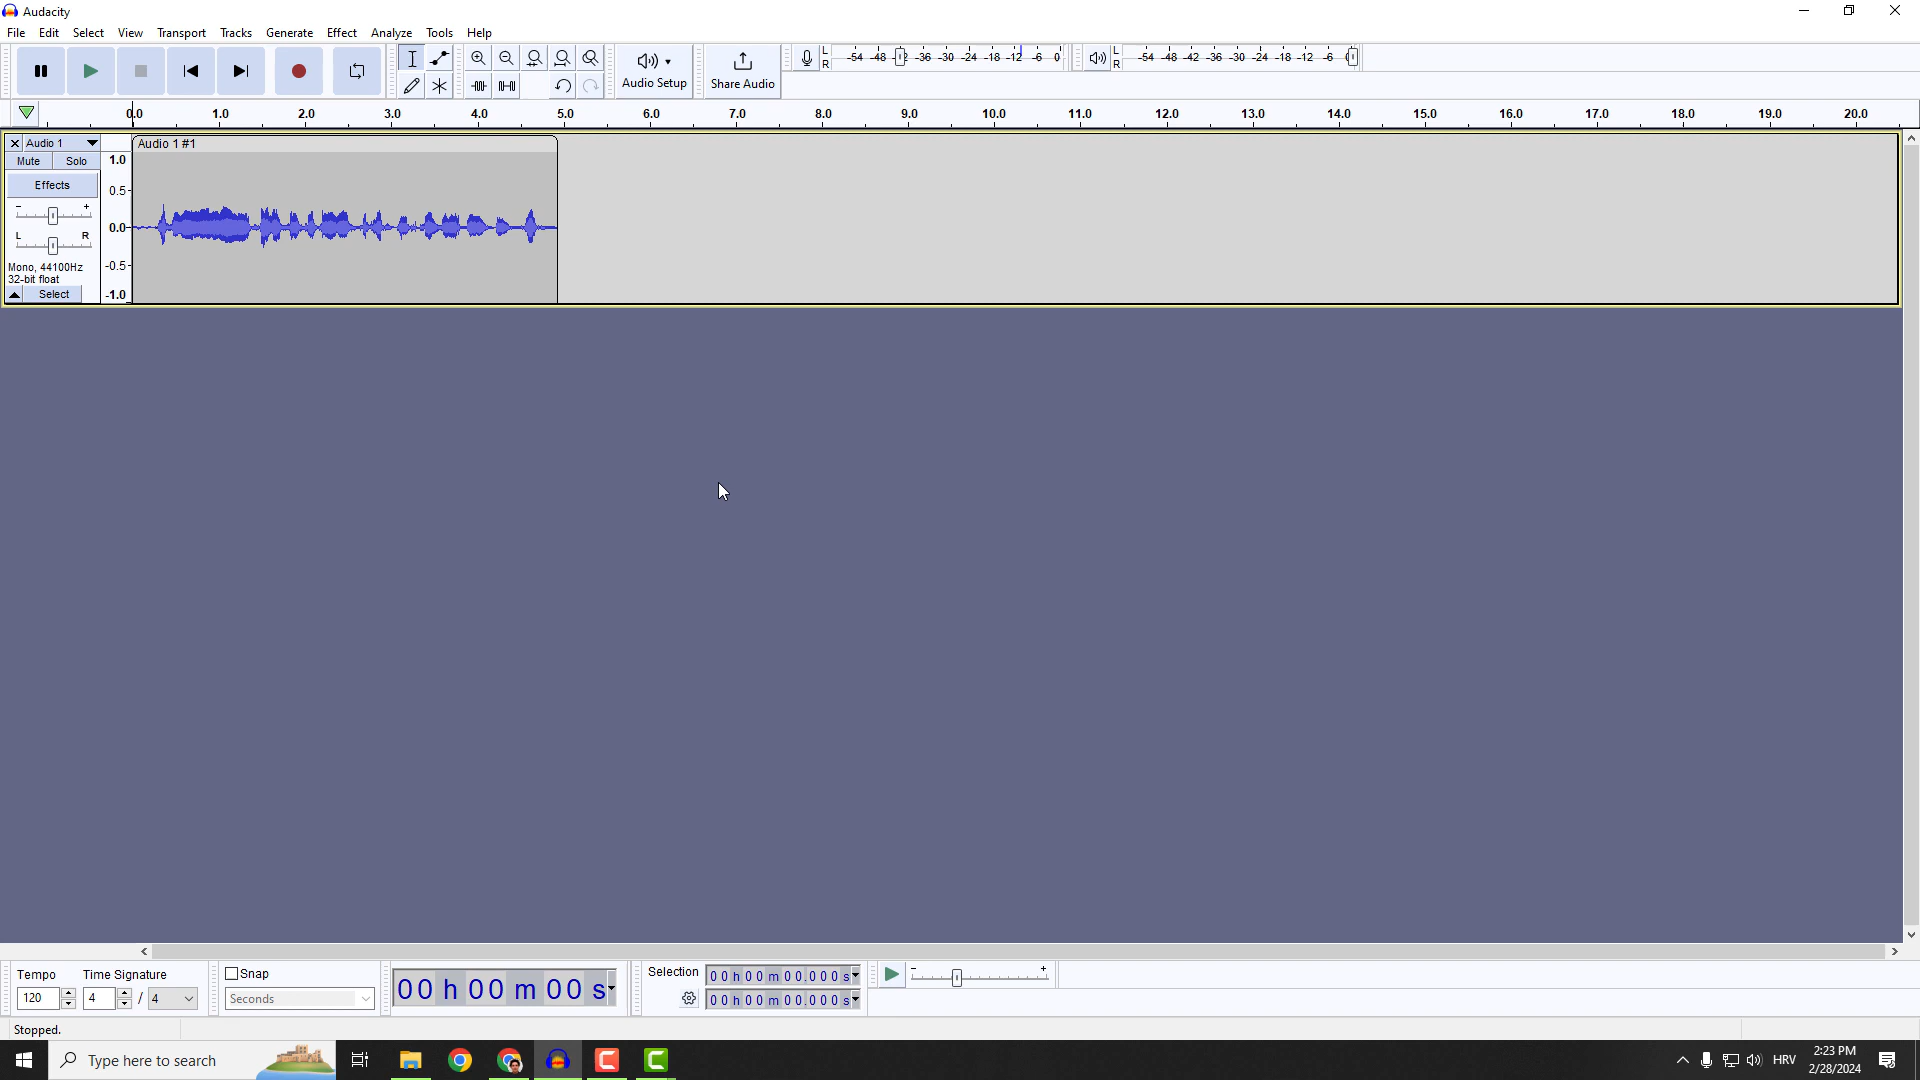 Audacity
File Edit Select View Transport Tracks Generate Effect Analyze Tools Help
Audio Setup
Share Audio
L
R
-54 -48 -42 -36 -30 -24 -18 -12 -6 0
L
R
-54 -48 -42 -36 -30 -24 -18 -12 -6 0
0.0 1.0 2.0 3.0 4.0 5.0 6.0 7.0 8.0 9.0 10.0 11.0 12.0 13.0 14.0 15.0 16.0 17.0 18.0 19.0 20.0
Audio 1
Audio 1 #1
Mute Solo
Effects
- +
L R
Mono, 44100Hz
32-bit float
Select
1.0
0.5
0.0
-0.5
-1.0
Tempo
120
Time Signature
4 / 4
Snap
Seconds
00 h 00 m 00 s
Selection
00 h 00 m 00.000 s
00 h 00 m 00.000 s
- +
Stopped.
Type here to search
HRV
2:23 PM
2/28/2024